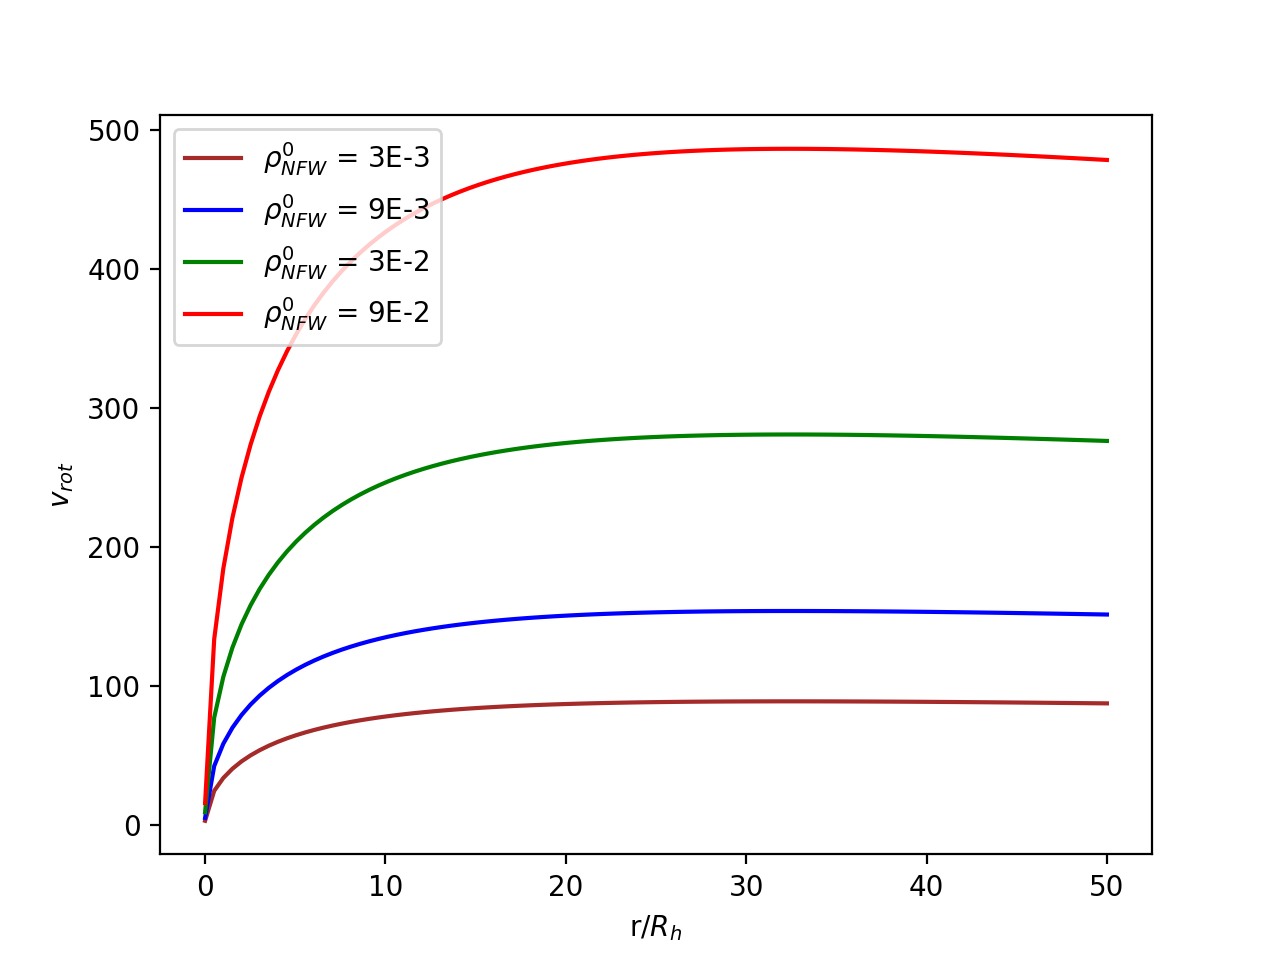 500
400
300
200
100
0
v_rot
ρ^0_NFW = 3E-3
ρ^0_NFW = 9E-3
ρ^0_NFW = 3E-2
ρ^0_NFW = 9E-2
0 10 20 30 40 50
r/R_h